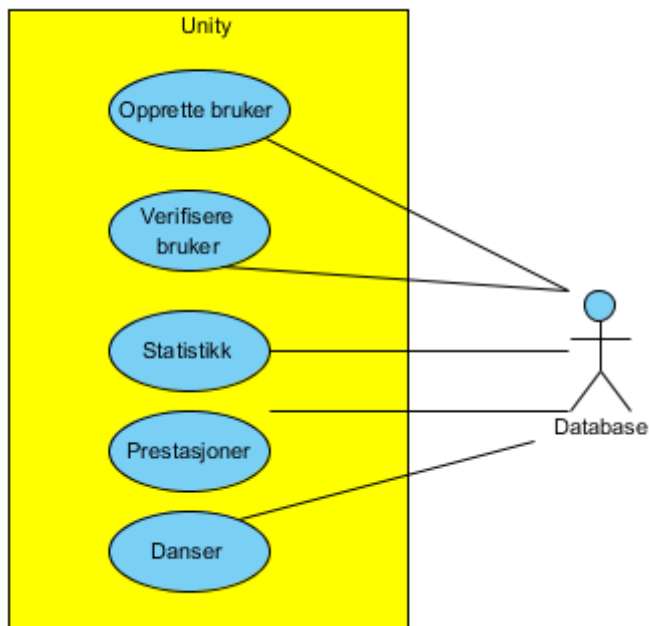 Unity
Opprette bruker
Verifisere
bruker
Statistikk
Prestasjoner
Database
Danser